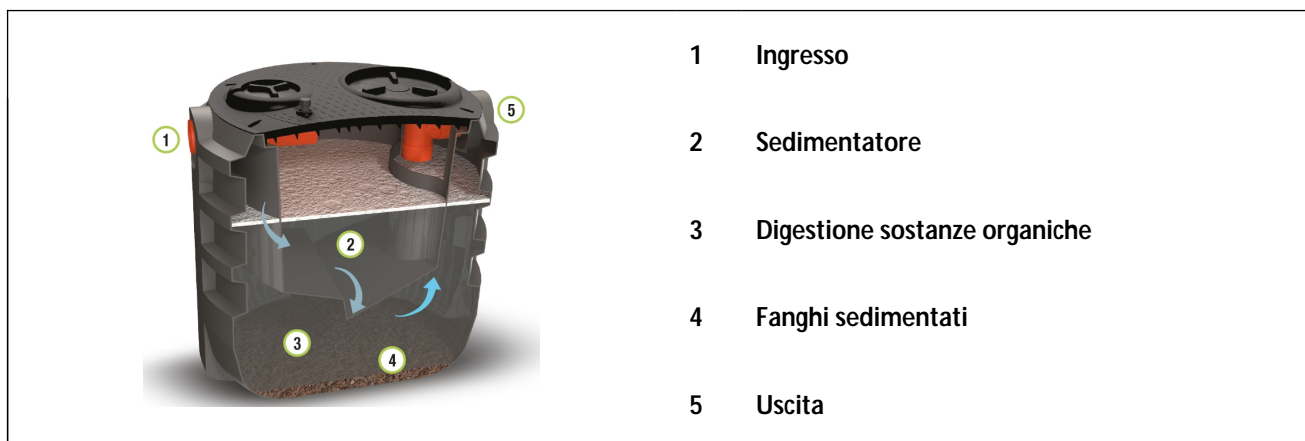 1 Ingresso
2 Sedimentatore
3 Digestione sostanze organiche
4 Fanghi sedimentati
5 Uscita
1
5
2
3
4